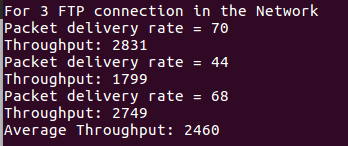 For 3 FTP connection in the Network
Packet delivery rate = 70
Throughput: 2831
Packet delivery rate = 44
Throughput: 1799
Packet delivery rate = 68
Throughput: 2749
Average Throughput: 2460